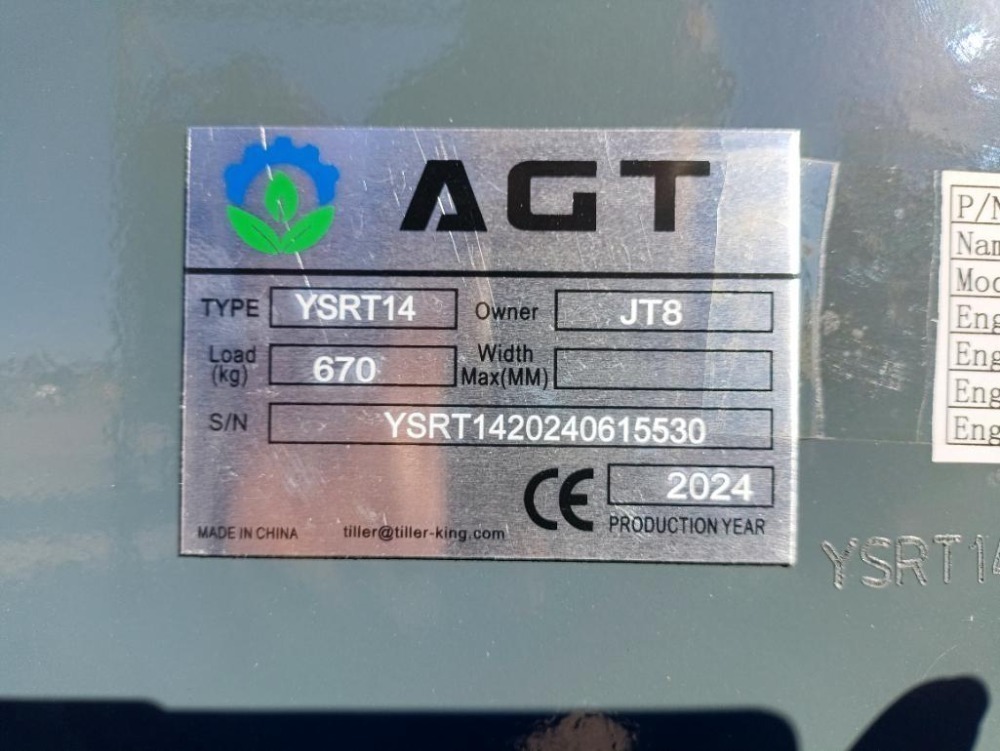 AGT
TYPE YSRT14 Owner JT8
Load (kg) 670 Width Max(MM)
S/N YSRT1420240615530
CE 2024
MADE IN CHINA tiller@tiller-king.com PRODUCTION YEAR
P/N
Nam
Mod
Eng
Eng
Eng
Eng
YSRT14